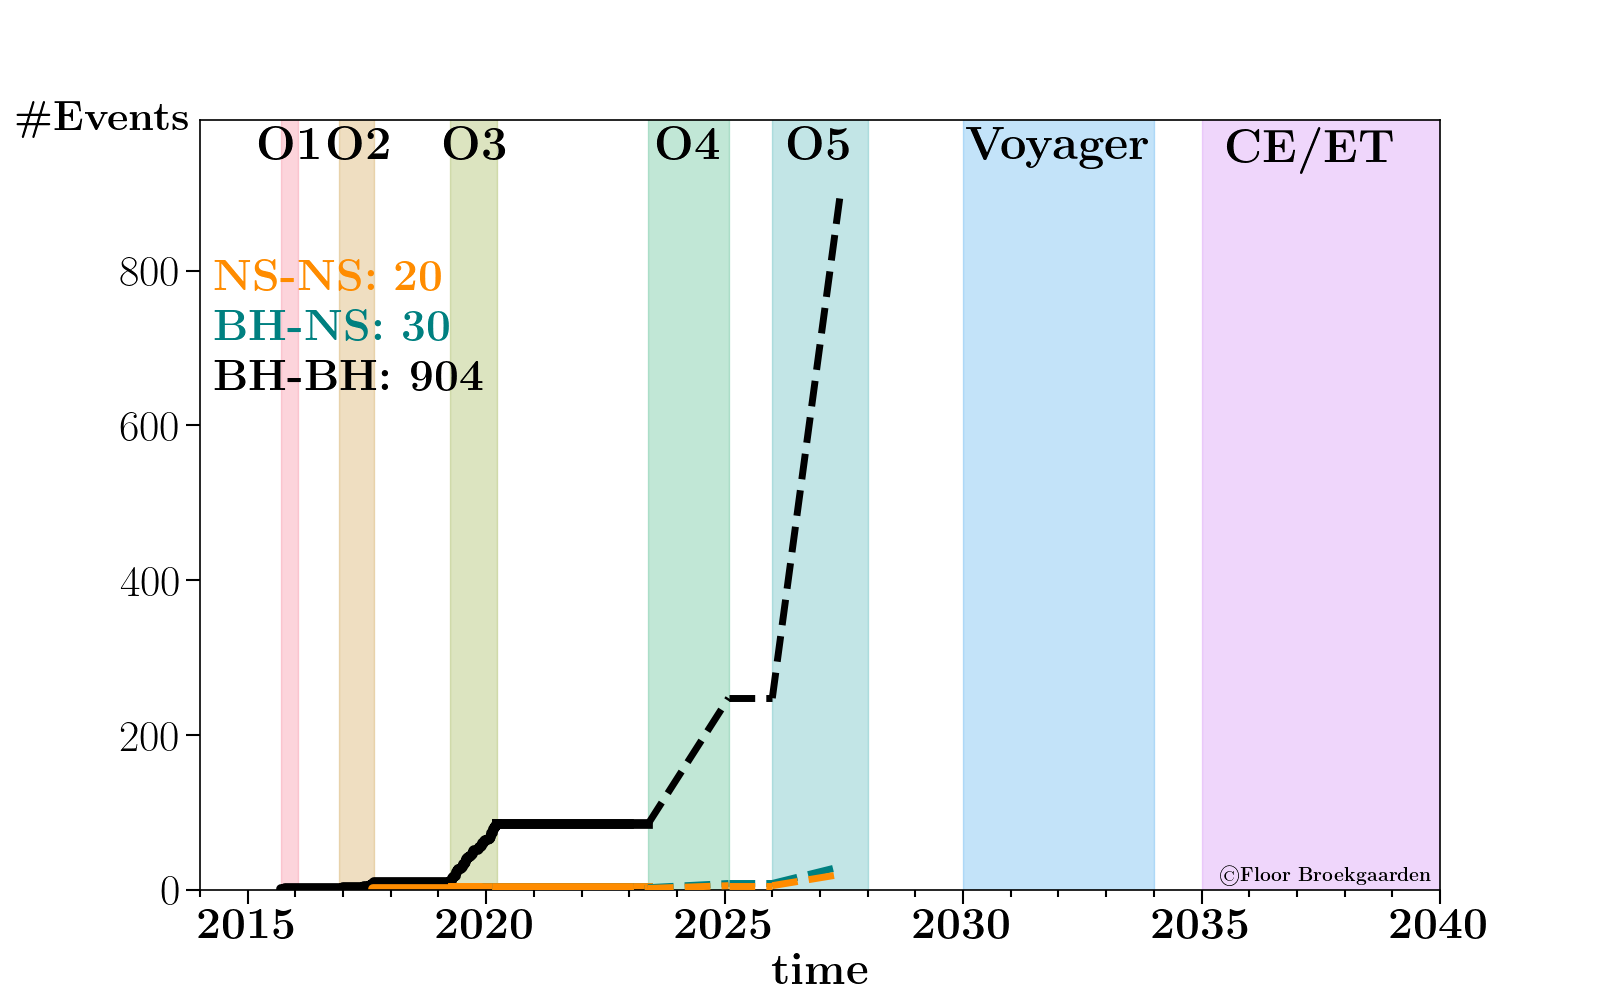 #Events
O1 O2 O3 O4 O5 Voyager CE/ET
800
NS-NS: 20
BH-NS: 30
BH-BH: 904
600
400
200
0
©Floor Broekgaarden
2015 2020 2025 2030 2035 2040
time